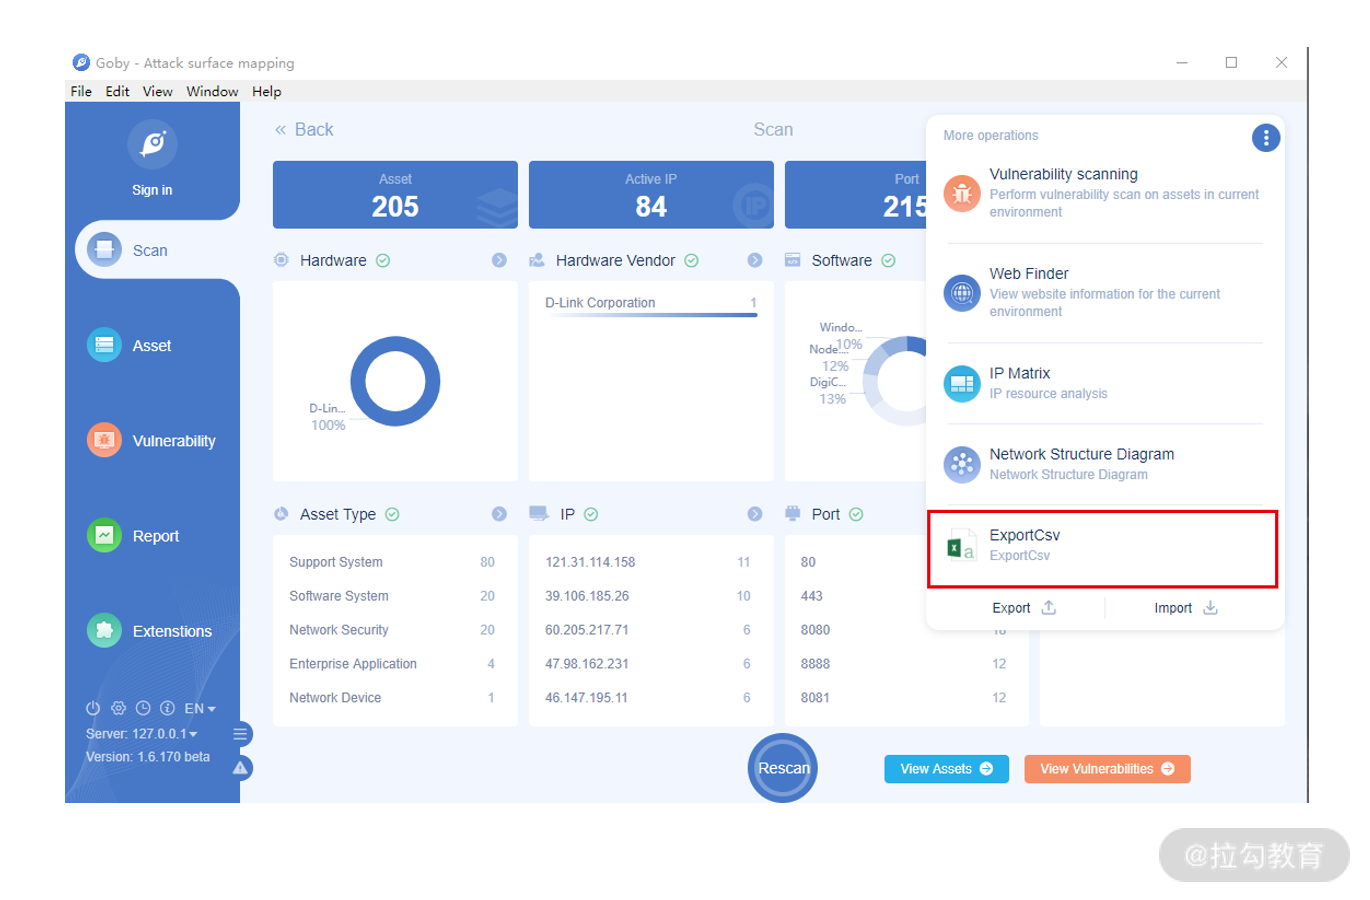 Goby - Attack surface mapping
File Edit View Window Help
Sign in
Scan
Asset
Vulnerability
Report
Extenstions
EN
Server: 127.0.0.1
Version: 1.6.170 beta
« Back
Scan
Asset
205
Active IP
84
IP
Port
215
Hardware
D-Lin...
100%
Hardware Vendor
D-Link Corporation 1
Software
Windo...
10%
Node....
12%
DigiC...
13%
Asset Type
Support System 80
Software System 20
Network Security 20
Enterprise Application 4
Network Device 1
IP
121.31.114.158 11
39.106.185.26 10
60.205.217.71 6
47.98.162.231 6
46.147.195.11 6
Port
80
443
8080
8888 12
8081 12
More operations
Vulnerability scanning
Perform vulnerability scan on assets in current
environment
Web Finder
View website information for the current
environment
IP Matrix
IP resource analysis
Network Structure Diagram
Network Structure Diagram
ExportCsv
ExportCsv
Export
Import
Rescan
View Assets
View Vulnerabilities
@拉勾教育